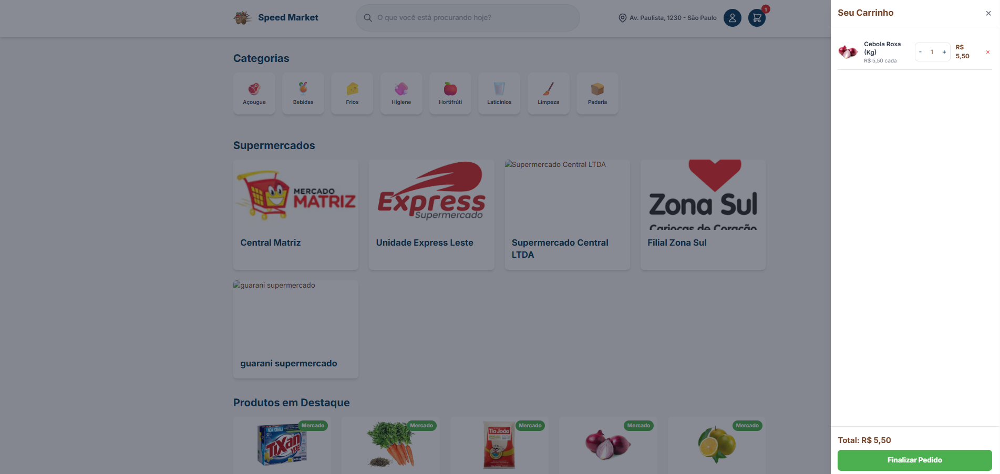 Speed Market
O que você está procurando hoje?
Av. Paulista, 1230 - São Paulo
1
Categorias
Açougue
Bebidas
Frios
Higiene
Hortifrúti
Laticínios
Limpeza
Padaria
Supermercados
MERCADO
MATRIZ
Central Matriz
Express
Supermercado
Unidade Express Leste
Supermercado Central LTDA
Supermercado Central
LTDA
Zona Sul
Cariocas de Coração
Filial Zona Sul
guarani supermercado
guarani supermercado
Produtos em Destaque
Mercado
NOVA FÓRMULA
TIXAN
YPÊ
Mercado
Mercado
Tio João
Mercado
Mercado
Seu Carrinho
×
Cebola Roxa
(Kg)
R$ 5,50 cada
- 1 +
R$
5,50
×
Total: R$ 5,50
Finalizar Pedido